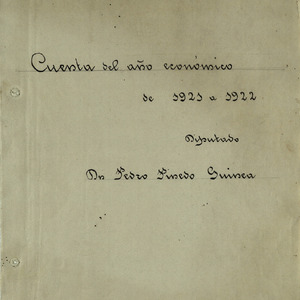 Cuenta del año económico
de 1921 a 1922
Diputado
Dn Pedro Pinedo Guinea